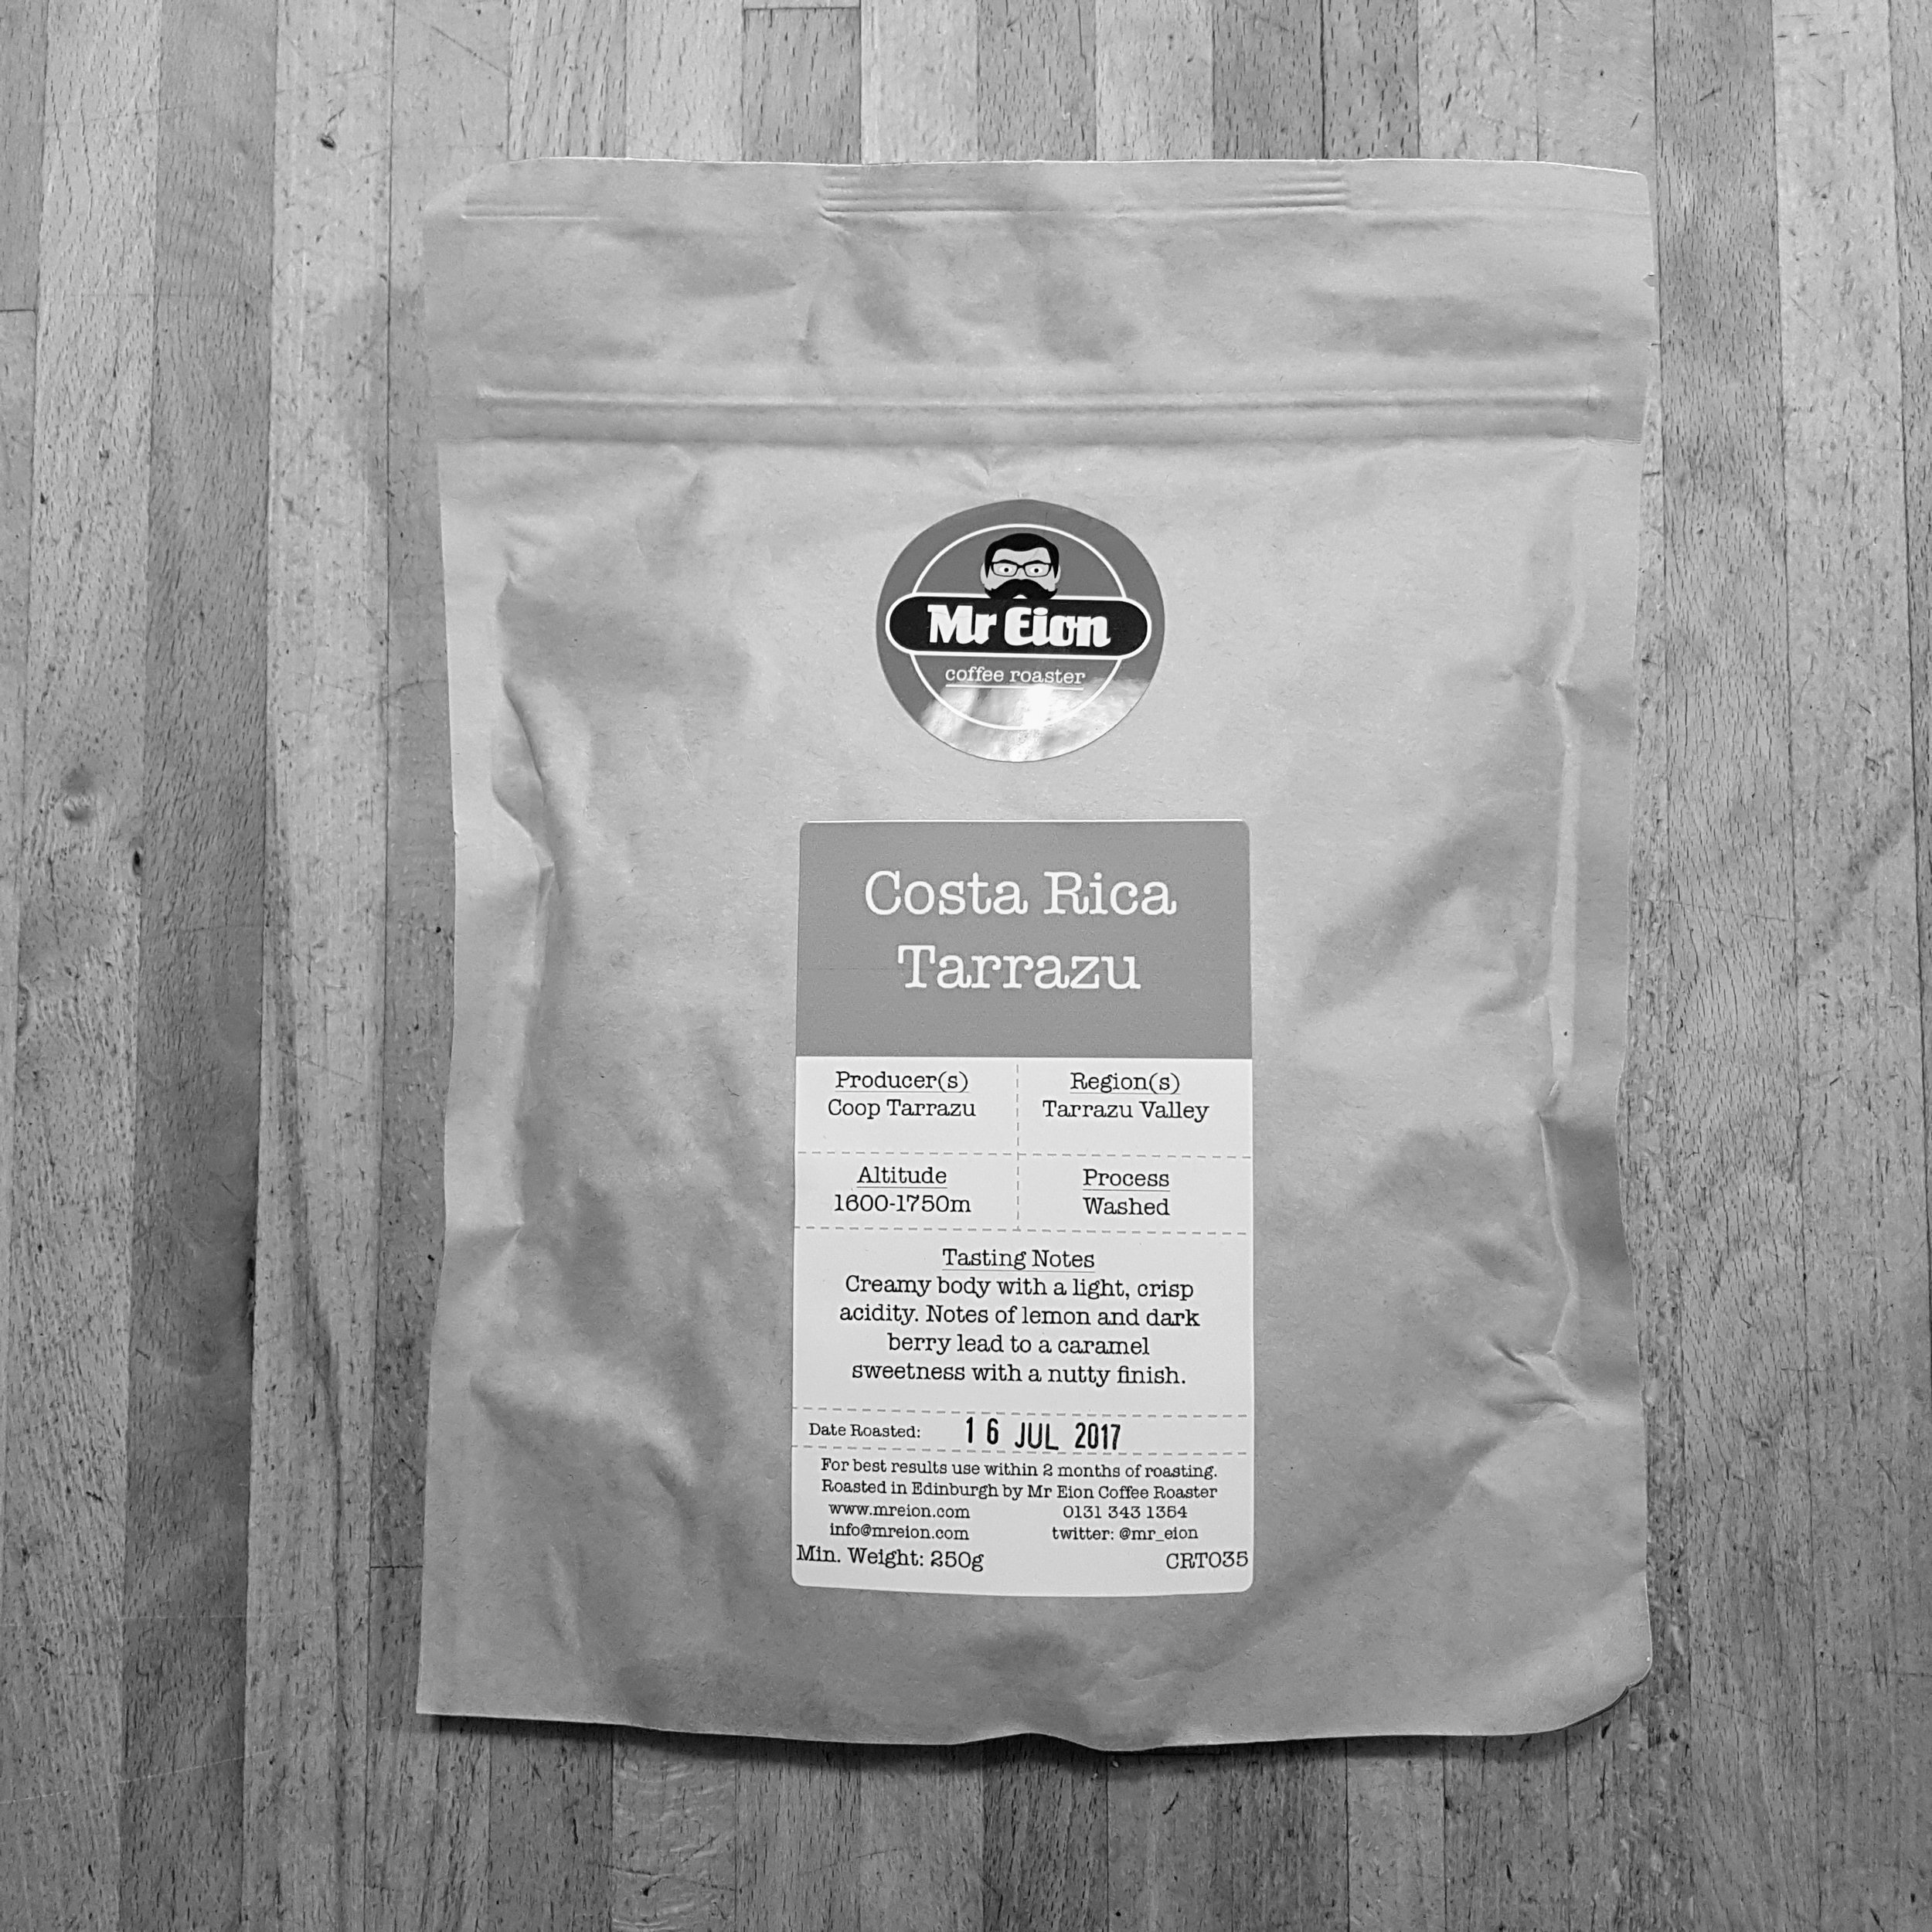 Mr Eion
coffee roaster
Costa Rica
Tarrazu
Producer(s)
Coop Tarrazu
Region(s)
Tarrazu Valley
Altitude
1600-1750m
Process
Washed
Tasting Notes
Creamy body with a light, crisp
acidity. Notes of lemon and dark
berry lead to a caramel
sweetness with a nutty finish.
Date Roasted: 16 JUL 2017
For best results use within 2 months of roasting.
Roasted in Edinburgh by Mr Eion Coffee Roaster
www.mreion.com 0131 343 1354
info@mreion.com twitter: @mr_eion
Min. Weight: 250g CRT035